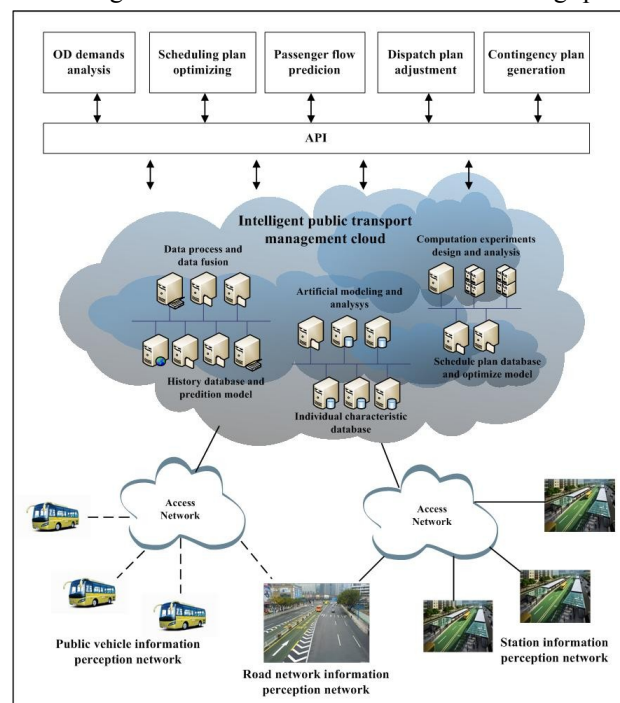 OD demands
analysis
Scheduling plan
optimizing
Passenger flow
predicion
Dispatch plan
adjustment
Contingency plan
generation
API
Intelligent public transport
management cloud
Data process and
data fusion
Computation experiments
design and analysis
Artificial modeling and
analysys
History database and
predition model
Schedule plan database
and optimize model
Individual characteristic
database
Access
Network
Access
Network
Public vehicle information
perception network
Road network information
perception network
Station information
perception network